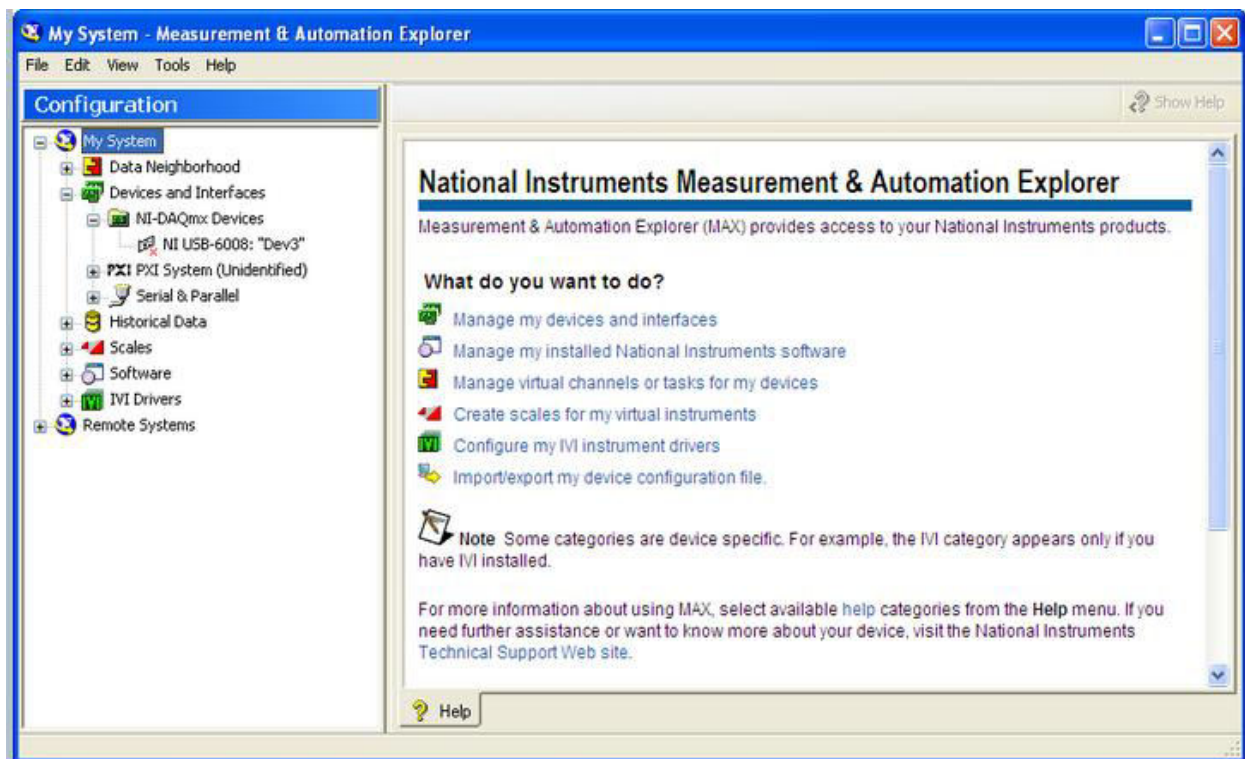 My System - Measurement & Automation Explorer
File Edit View Tools Help
Configuration
Show Help
My System
Data Neighborhood
Devices and Interfaces
NI-DAQmx Devices
NI USB-6008: "Dev3"
PXI PXI System (Unidentified)
Serial & Parallel
Historical Data
Scales
Software
IVI IVI Drivers
Remote Systems
National Instruments Measurement & Automation Explorer
Measurement & Automation Explorer (MAX) provides access to your National Instruments products.
What do you want to do?
Manage my devices and interfaces
Manage my installed National Instruments software
Manage virtual channels or tasks for my devices
Create scales for my virtual instruments
IVI Configure my IVI instrument drivers
Import/export my device configuration file.
Note Some categories are device specific. For example, the IVI category appears only if you
have IVI installed.
For more information about using MAX, select available help categories from the Help menu. If you
need further assistance or want to know more about your device, visit the National Instruments
Technical Support Web site.
Help